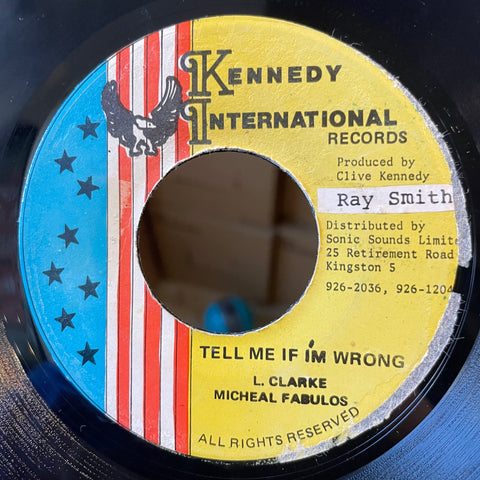 KENNEDY
INTERNATIONAL
RECORDS
Produced by
Clive Kennedy
Ray Smith
Distributed by
Sonic Sounds Limite
25 Retirement Road
Kingston 5
926-2036, 926-1204
TELL ME IF I'M WRONG
L. CLARKE
MICHEAL FABULOS
ALL RIGHTS RESERVED